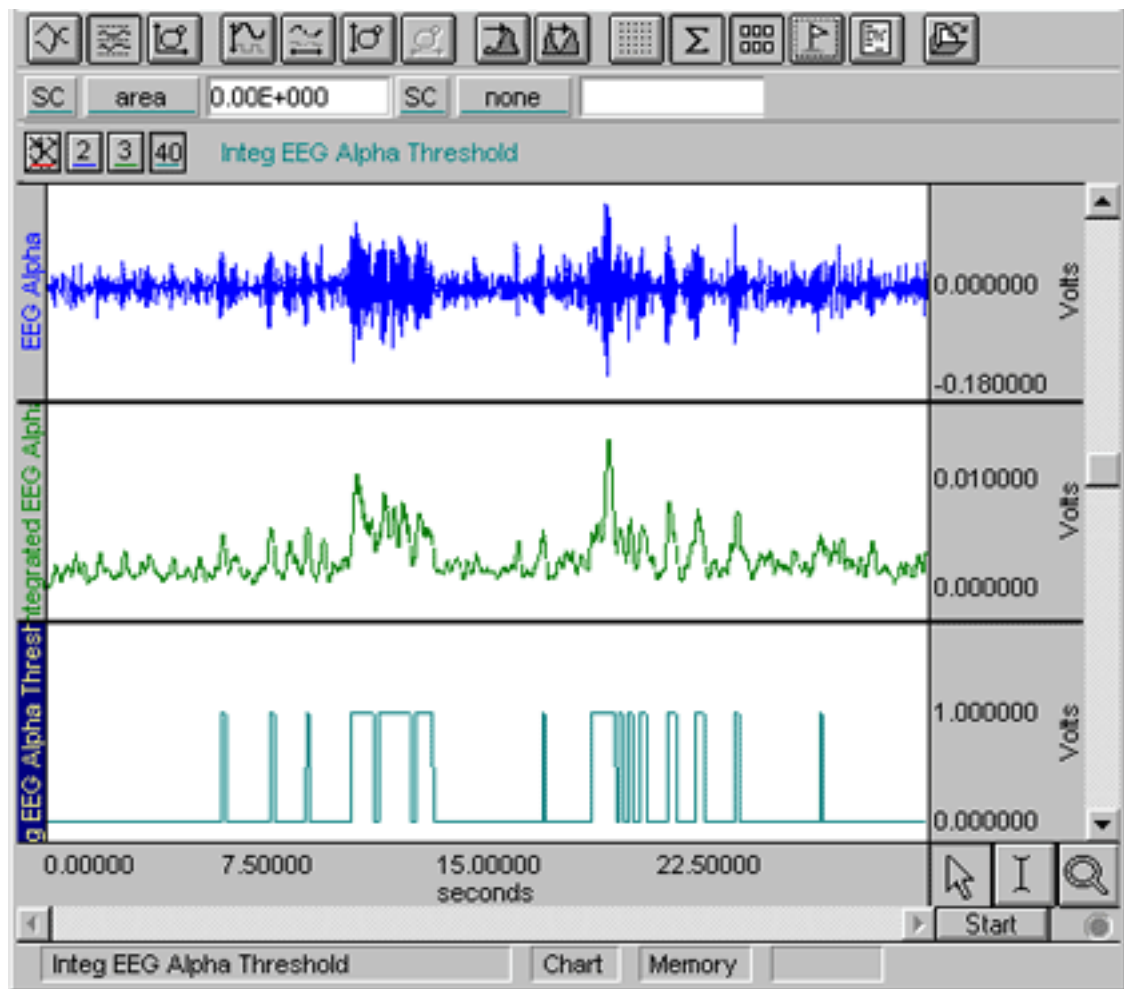 SC area 0.00E+000 SC none
2 3 40 Integ EEG Alpha Threshold
EEG Alpha
0.000000
-0.180000
Volts
ntegrated EEG Alpha
0.010000
0.000000
Volts
g EEG Alpha Thresh
1.000000
0.000000
Volts
0.00000 7.50000 15.00000 22.50000
seconds
Start
Integ EEG Alpha Threshold Chart Memory